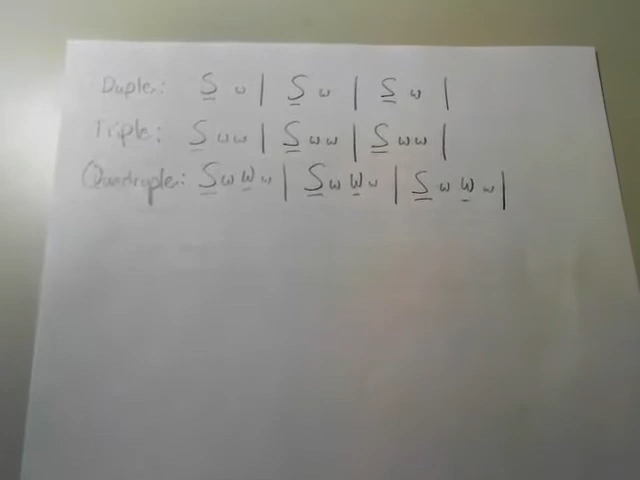 Duple: S w | S w | S w |
Triple: S w w | S w w | S w w |
Quadruple: S w W w | S w W w | S w W w |